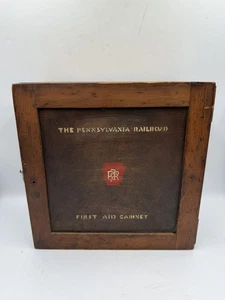 THE PENNSYLVANIA RAILROAD
PRR
FIRST AID CABINET